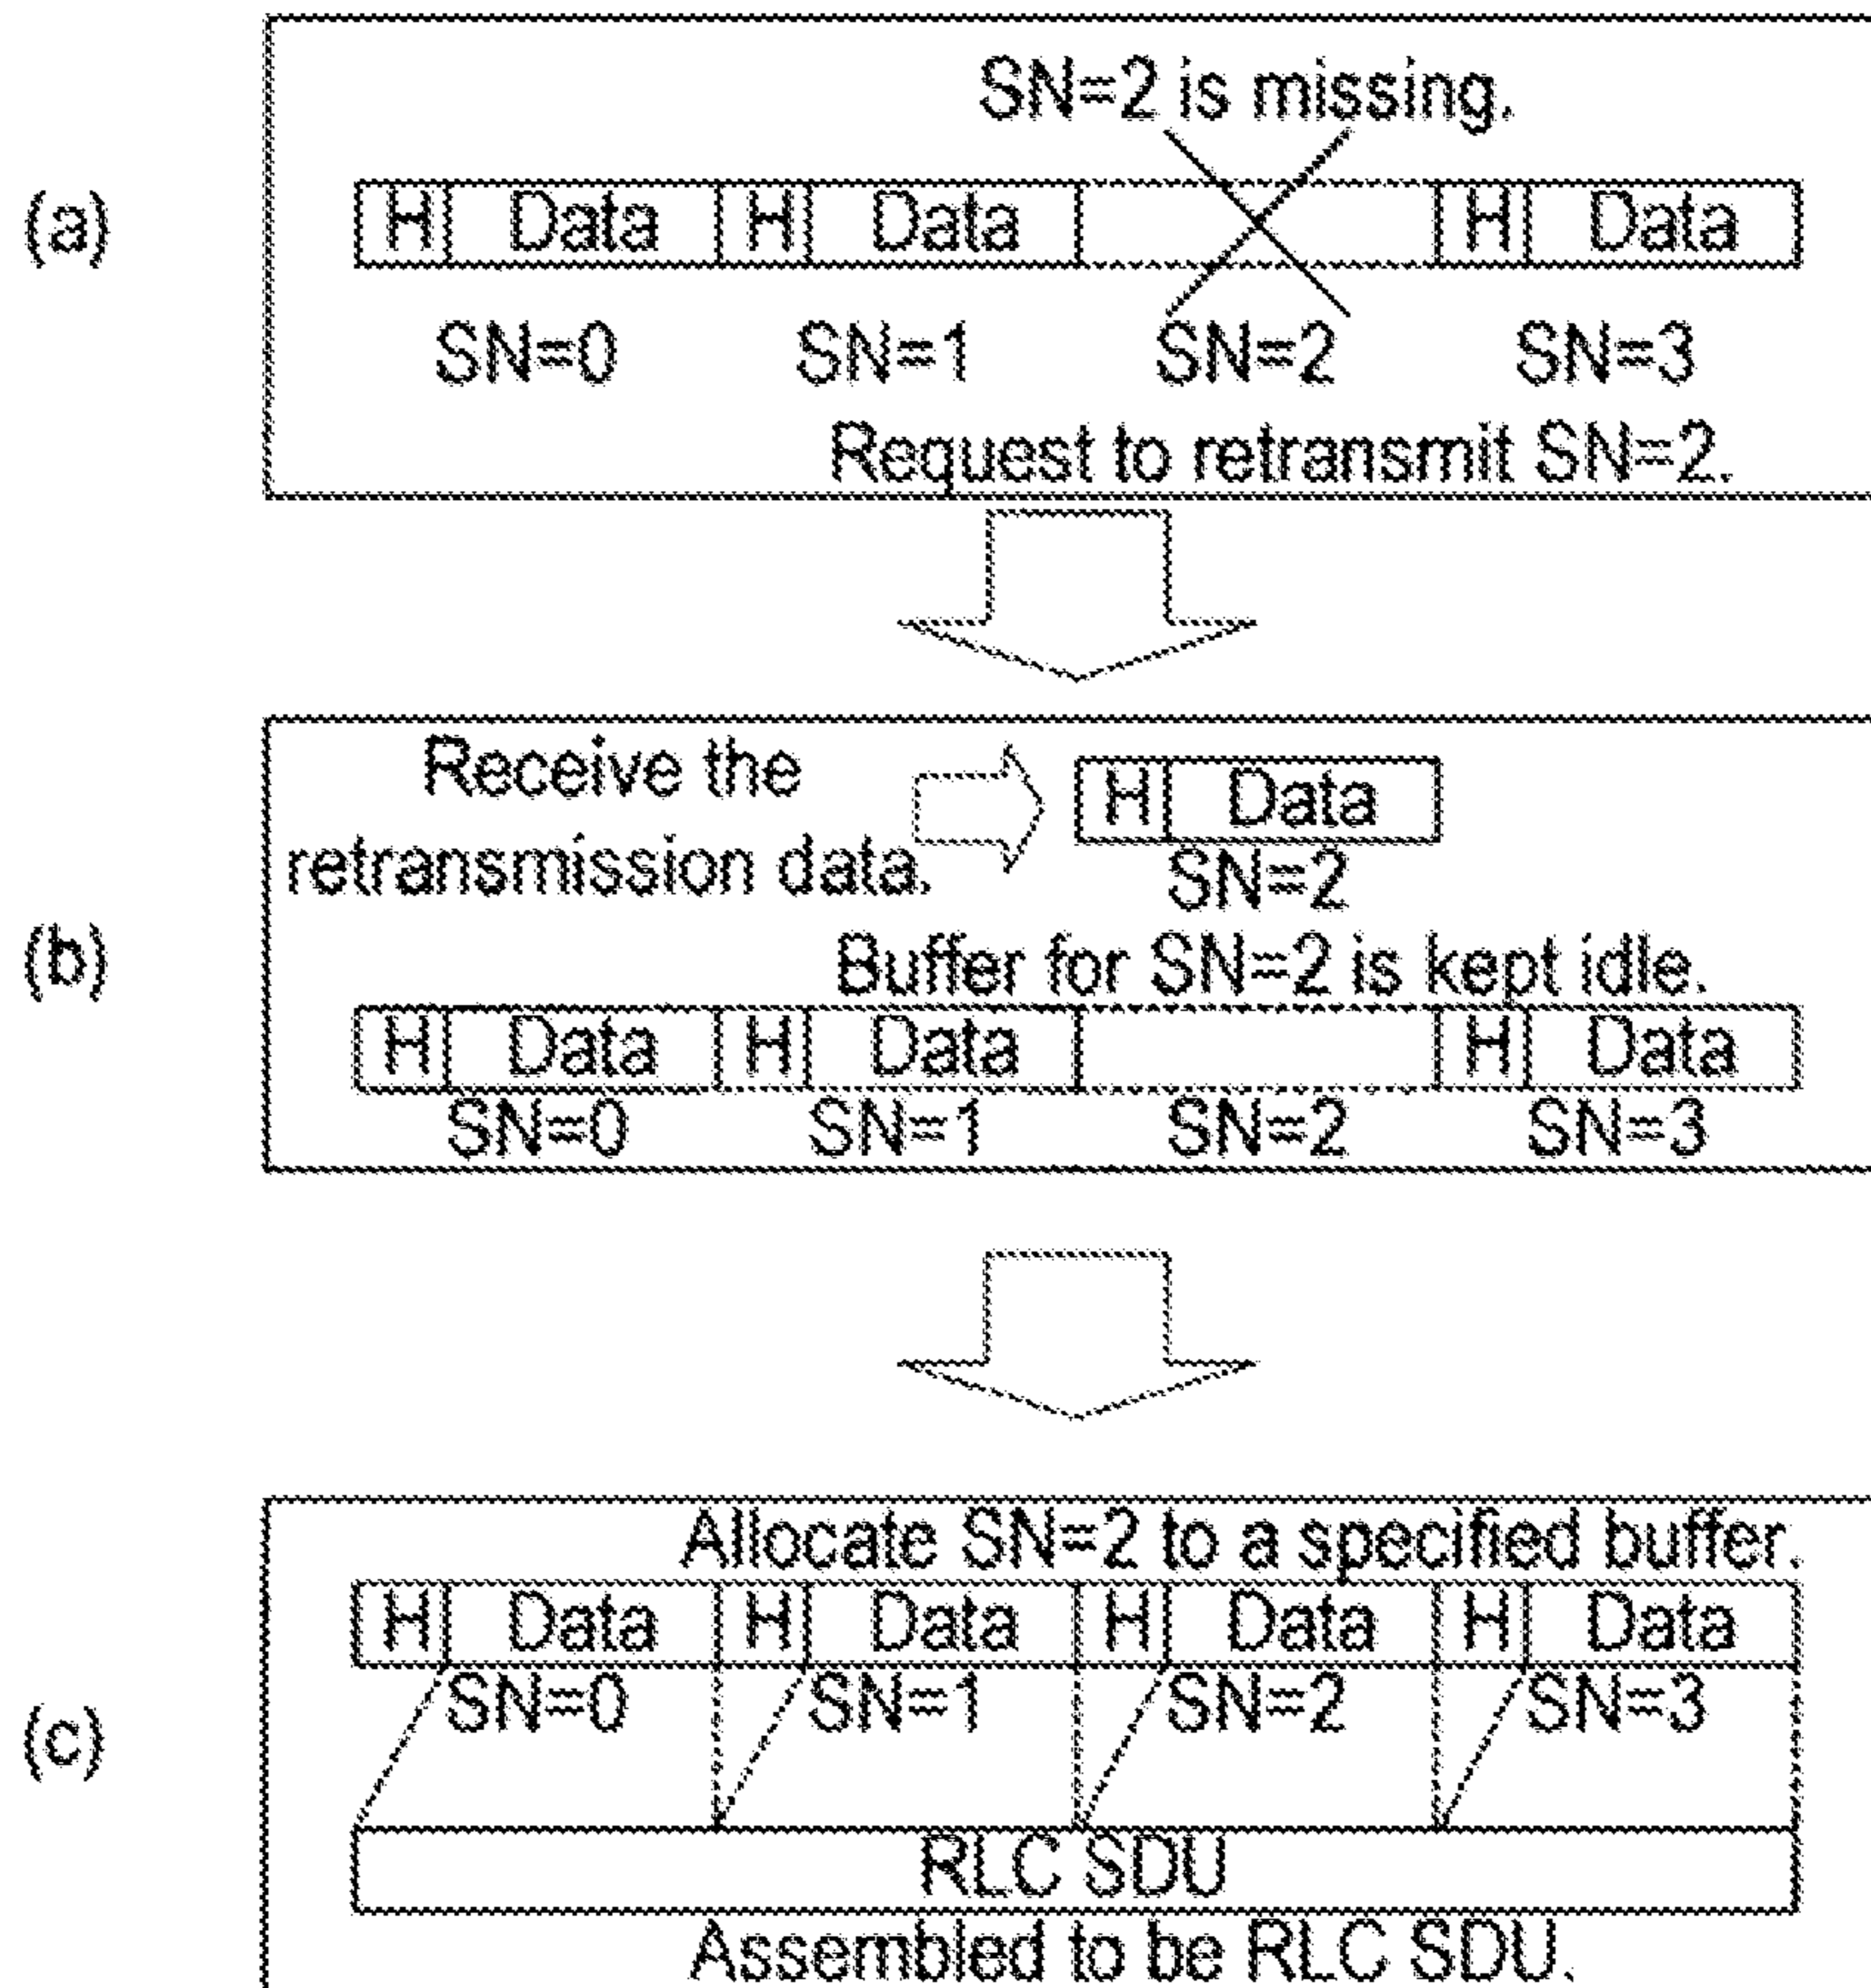 (a)
SN=2 is missing.
H Data H Data H Data
SN=0 SN=1 SN=2 SN=3
Request to retransmit SN=2.
(b)
Receive the
retransmission data.
H Data
SN=2
Buffer for SN=2 is kept idle.
H Data H Data H Data
SN=0 SN=1 SN=2 SN=3
(c)
Allocate SN=2 to a specified buffer.
H Data H Data H Data H Data
SN=0 SN=1 SN=2 SN=3
RLC SDU
Assembled to be RLC SDU.